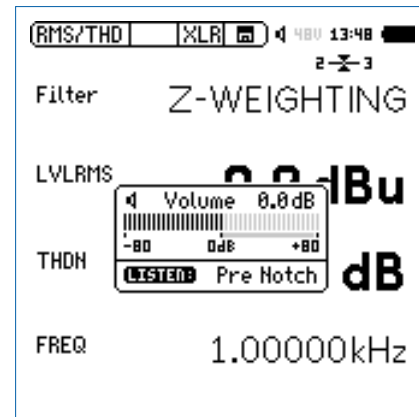 RMS/THD XLR 48V 13:48
2 3
Filter Z-WEIGHTING
LVLRMS dBu
Volume 0.0dB
-80 0dB +80
THDN dB
LISTEN: Pre Notch
FREQ 1.00000kHz